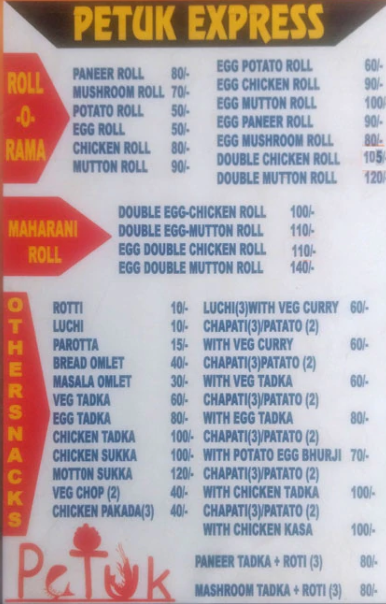 PETUK EXPRESS
ROLL
-O-
RAMA
PANEER ROLL 80/-
MUSHROOM ROLL 70/-
POTATO ROLL 50/-
EGG ROLL 50/-
CHICKEN ROLL 80/-
MUTTON ROLL 90/-
EGG POTATO ROLL 60/-
EGG CHICKEN ROLL 90/-
EGG MUTTON ROLL 100
EGG PANEER ROLL 90/-
EGG MUSHROOM ROLL 80/-
DOUBLE CHICKEN ROLL 105/
DOUBLE MUTTON ROLL 120/
MAHARANI
ROLL
DOUBLE EGG-CHICKEN ROLL 100/-
DOUBLE EGG-MUTTON ROLL 110/-
EGG DOUBLE CHICKEN ROLL 110/-
EGG DOUBLE MUTTON ROLL 140/-
OTHERSNACKS
ROTTI 10/-
LUCHI 10/-
PAROTTA 15/-
BREAD OMLET 40/-
MASALA OMLET 30/-
VEG TADKA 60/-
EGG TADKA 80/-
CHICKEN TADKA 100/-
CHICKEN SUKKA 100/-
MOTTON SUKKA 120/-
VEG CHOP (2) 40/-
CHICKEN PAKADA(3) 40/-
LUCHI(3)WITH VEG CURRY 60/-
CHAPATI(3)/PATATO (2)
WITH VEG CURRY 60/-
CHAPATI(3)PATATO (2)
WITH VEG TADKA 60/-
CHAPATI(3)/PATATO (2)
WITH EGG TADKA 80/-
CHAPATI(3)/PATATO (2)
WITH POTATO EGG BHURJI 70/-
CHAPATI(3)/PATATO (2)
WITH CHICKEN TADKA 100/-
CHAPATI(3)/PATATO (2)
WITH CHICKEN KASA 100/-
PANEER TADKA + ROTI (3) 80/-
MASHROOM TADKA + ROTI (3) 80/-
PeTuk